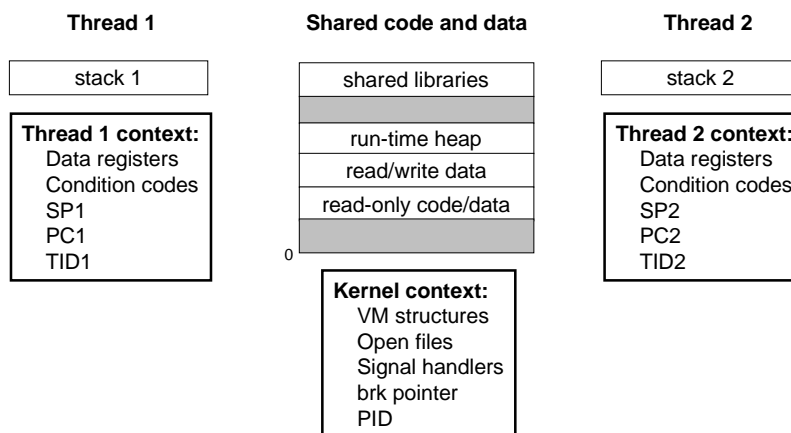 Thread 1
Shared code and data
Thread 2
stack 1
shared libraries
stack 2
Thread 1 context:
Data registers
Condition codes
SP1
PC1
TID1
run-time heap
read/write data
read-only code/data
0
Thread 2 context:
Data registers
Condition codes
SP2
PC2
TID2
Kernel context:
VM structures
Open files
Signal handlers
brk pointer
PID